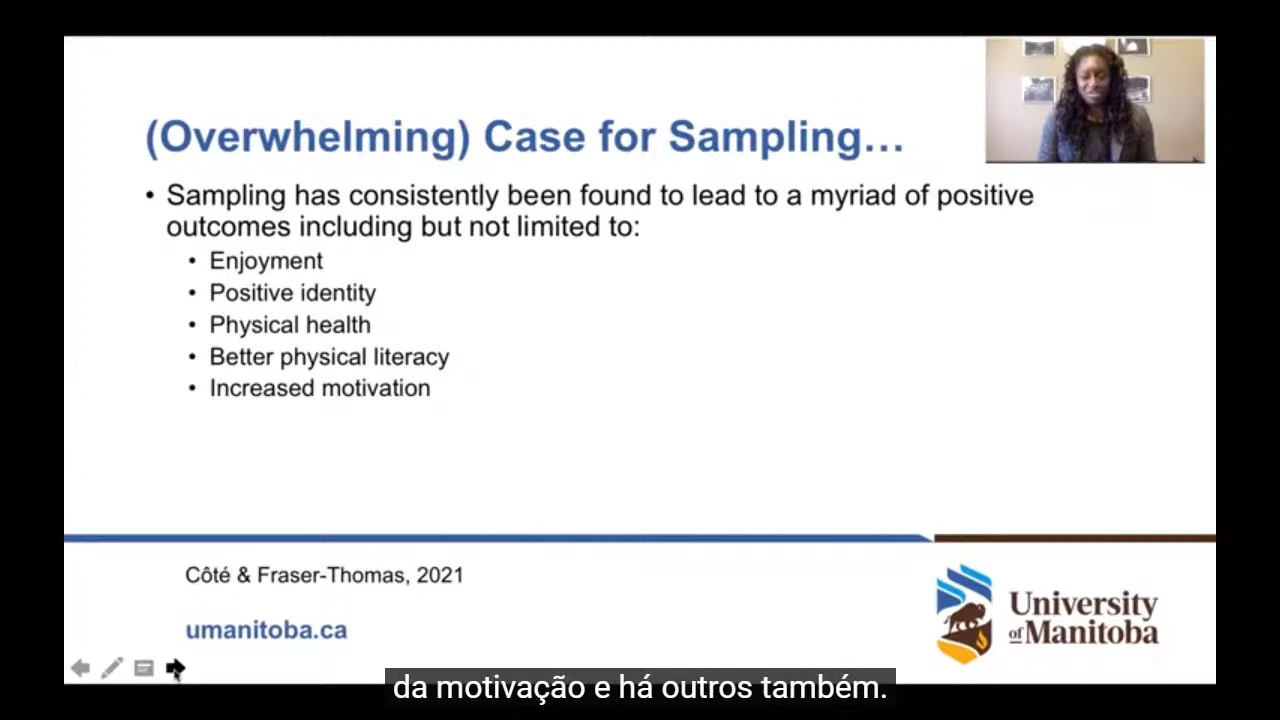 (Overwhelming) Case for Sampling...
• Sampling has consistently been found to lead to a myriad of positive
outcomes including but not limited to:
• Enjoyment
• Positive identity
• Physical health
• Better physical literacy
• Increased motivation
Côté & Fraser-Thomas, 2021
umanitoba.ca
University
of Manitoba
da motivação e há outros também.